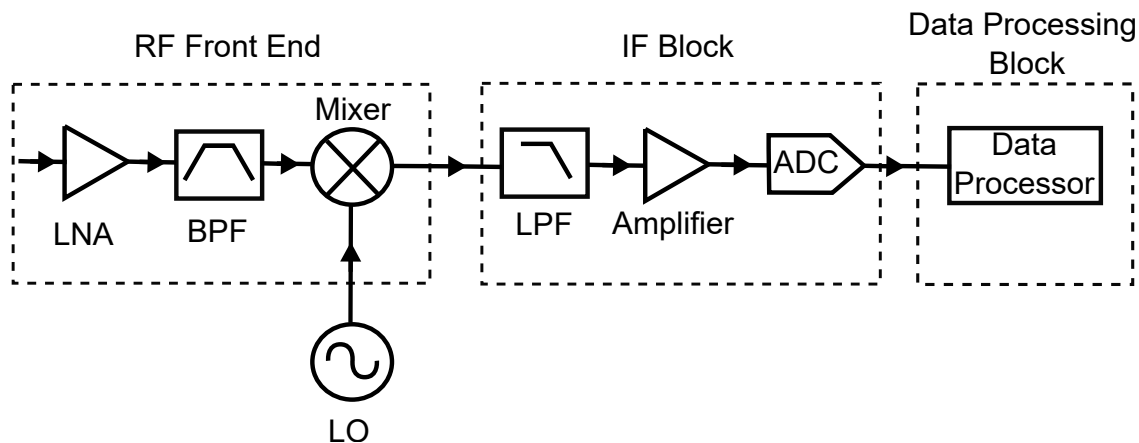 RF Front End
IF Block
Data Processing
Block
Mixer
LNA
BPF
LPF
Amplifier
ADC
Data
Processor
LO